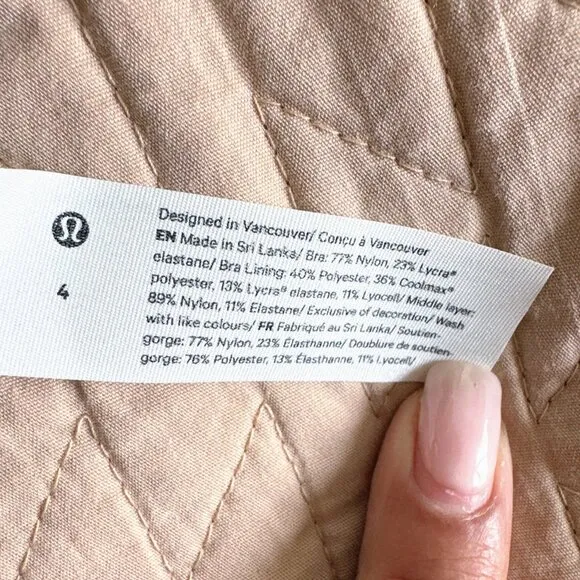 Designed in Vancouver/ Conçu à Vancouver
EN Made in Sri Lanka/ Bra: 77% Nylon, 23% Lycra®
elastane/ Bra Lining: 40% Polyester, 36% Coolmax®
polyester, 13% Lycra® elastane, 11% Lyocell/ Middle layer:
89% Nylon, 11% Elastane/ Exclusive of decoration/ Wash
with like colours/ FR Fabriqué au Sri Lanka/ Soutien-
gorge: 77% Nylon, 23% Élasthanne/ Doublure de soutien-
gorge: 76% Polyester, 13% Élasthanne, 11% Lyocell/
4